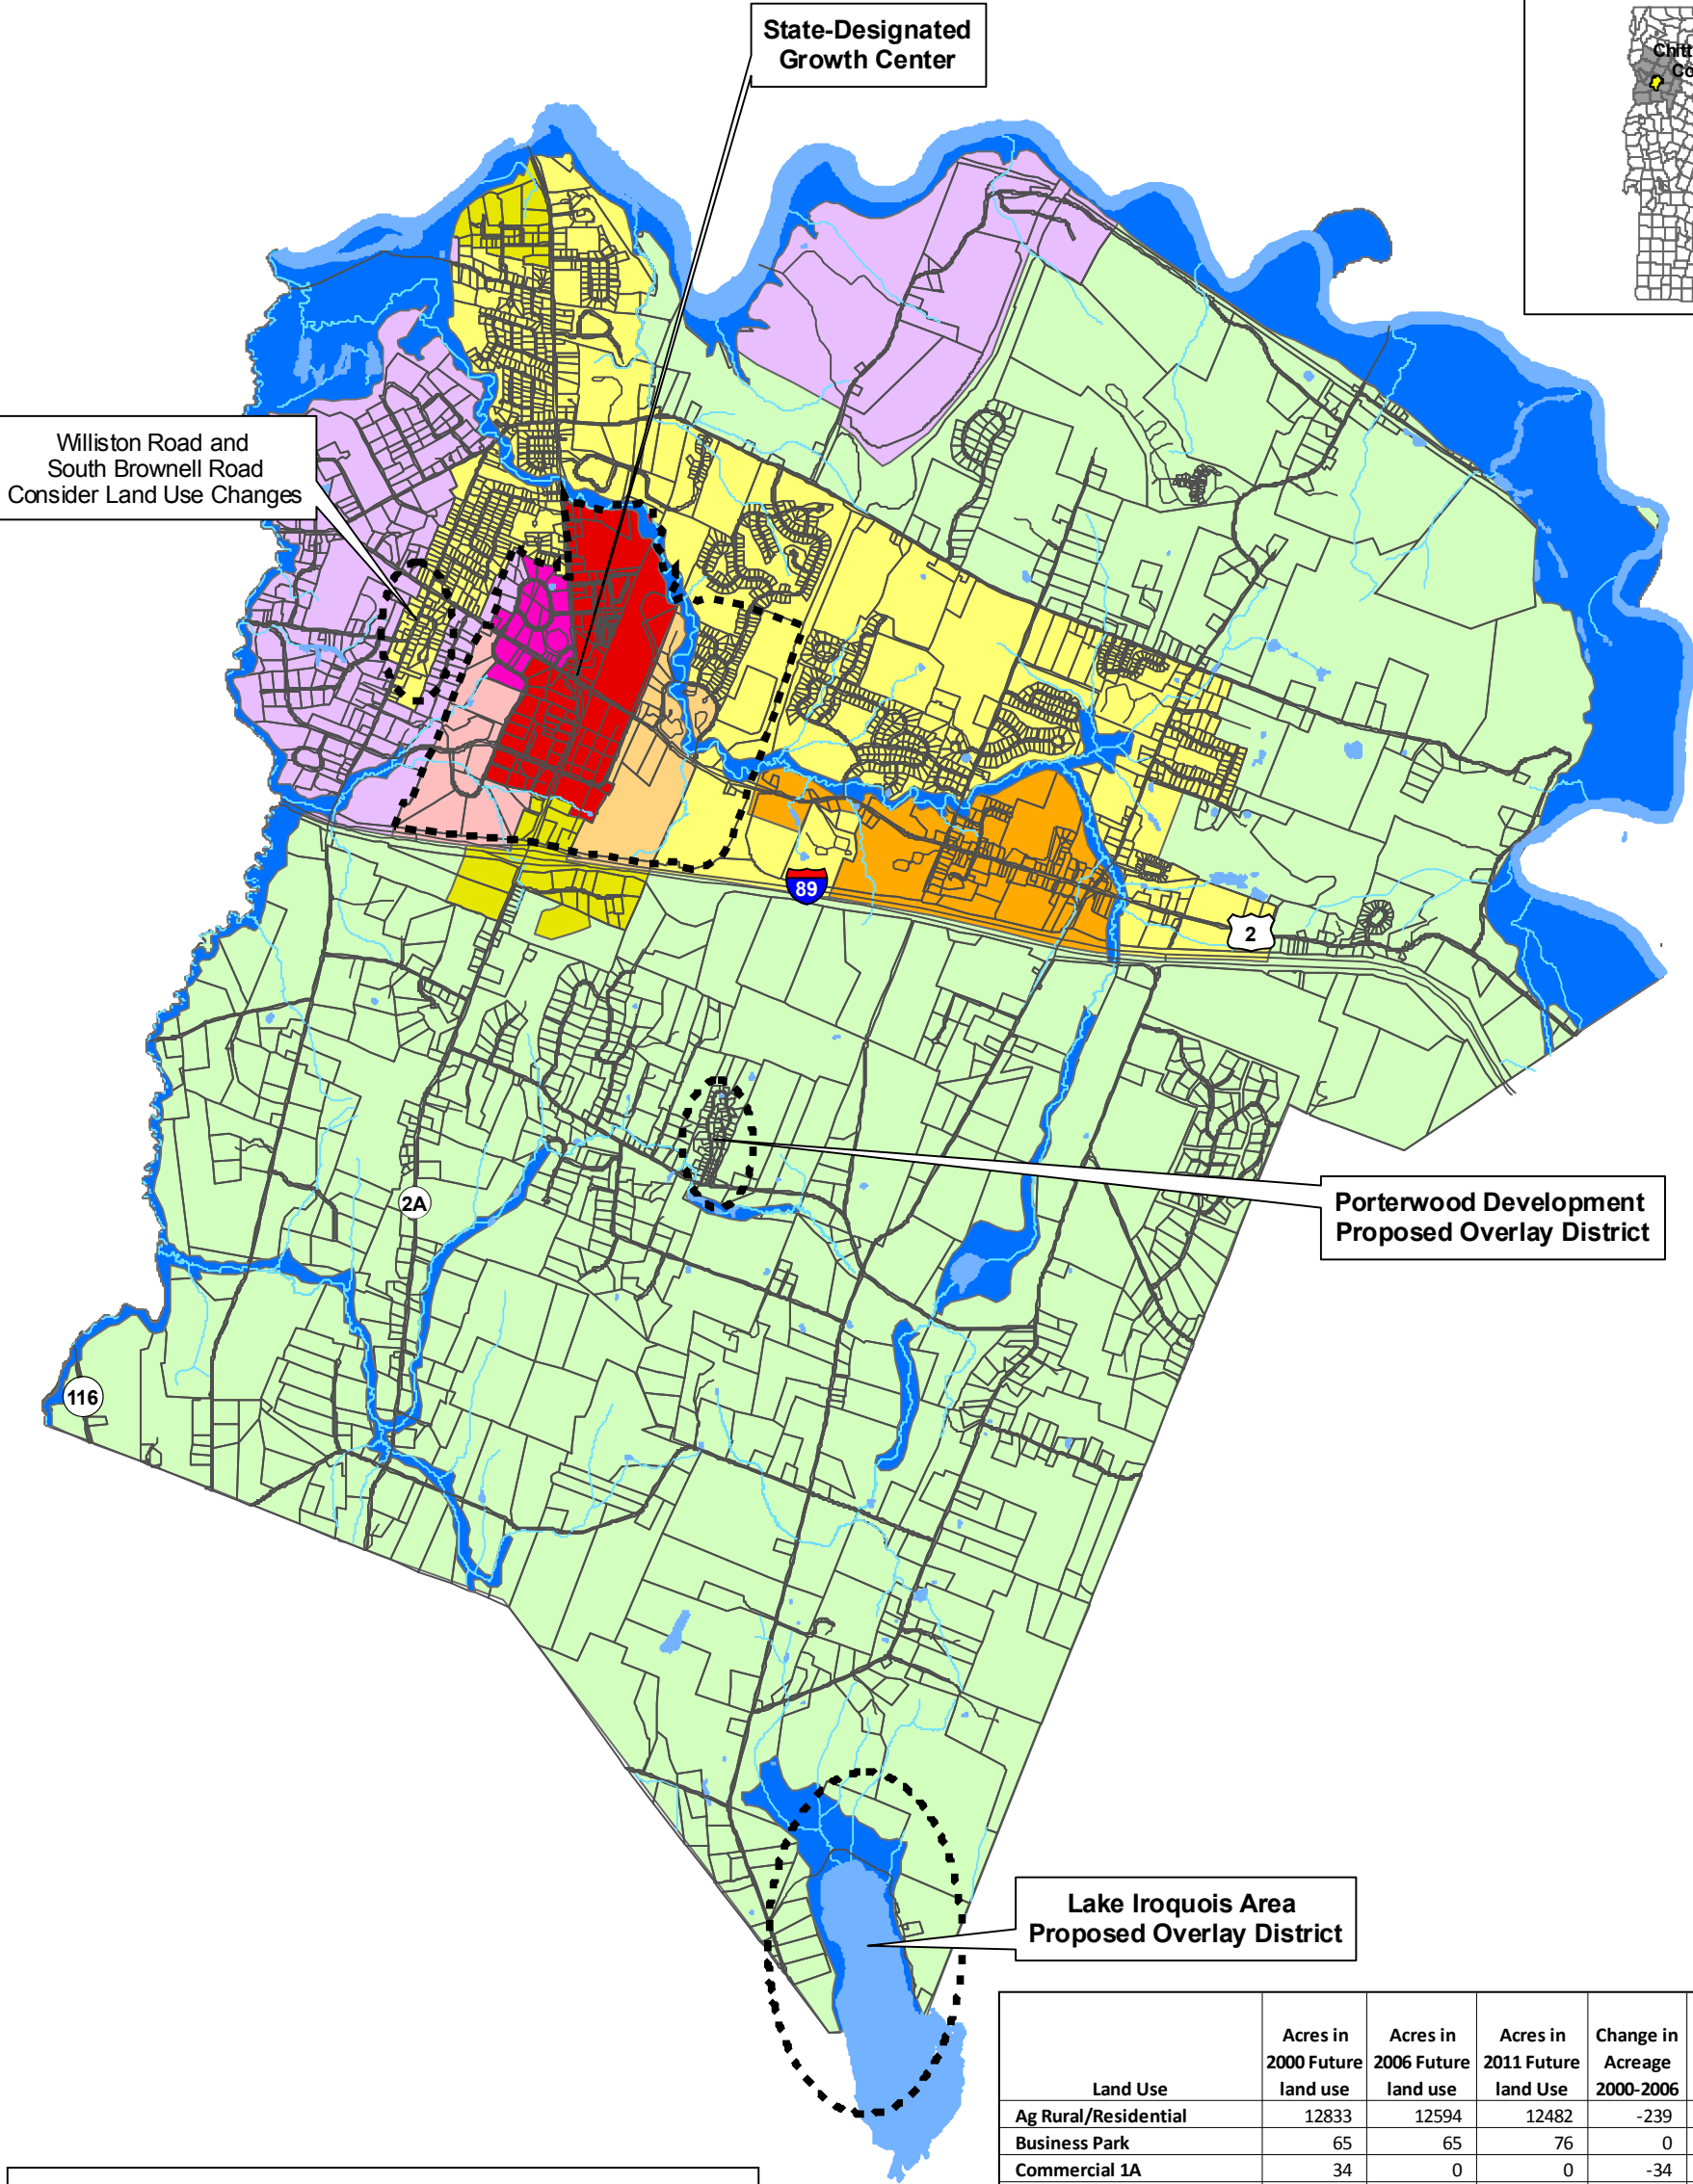 State-Designated
Growth Center
Williston Road and
South Brownell Road
Consider Land Use Changes
89
2
2A
Porterwood Development
Proposed Overlay District
116
Lake Iroquois Area
Proposed Overlay District
Land Use Acres in 2000 Future land use Acres in 2006 Future land use Acres in 2011 Future land Use Change in Acreage 2000-2006
Ag Rural/Residential 12833 12594 12482 -239
Business Park 65 65 76 0
Commercial 1A 34 0 0 -34